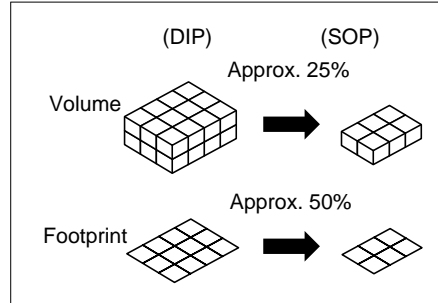 (DIP) (SOP)
Approx. 25%
Volume
Approx. 50%
Footprint